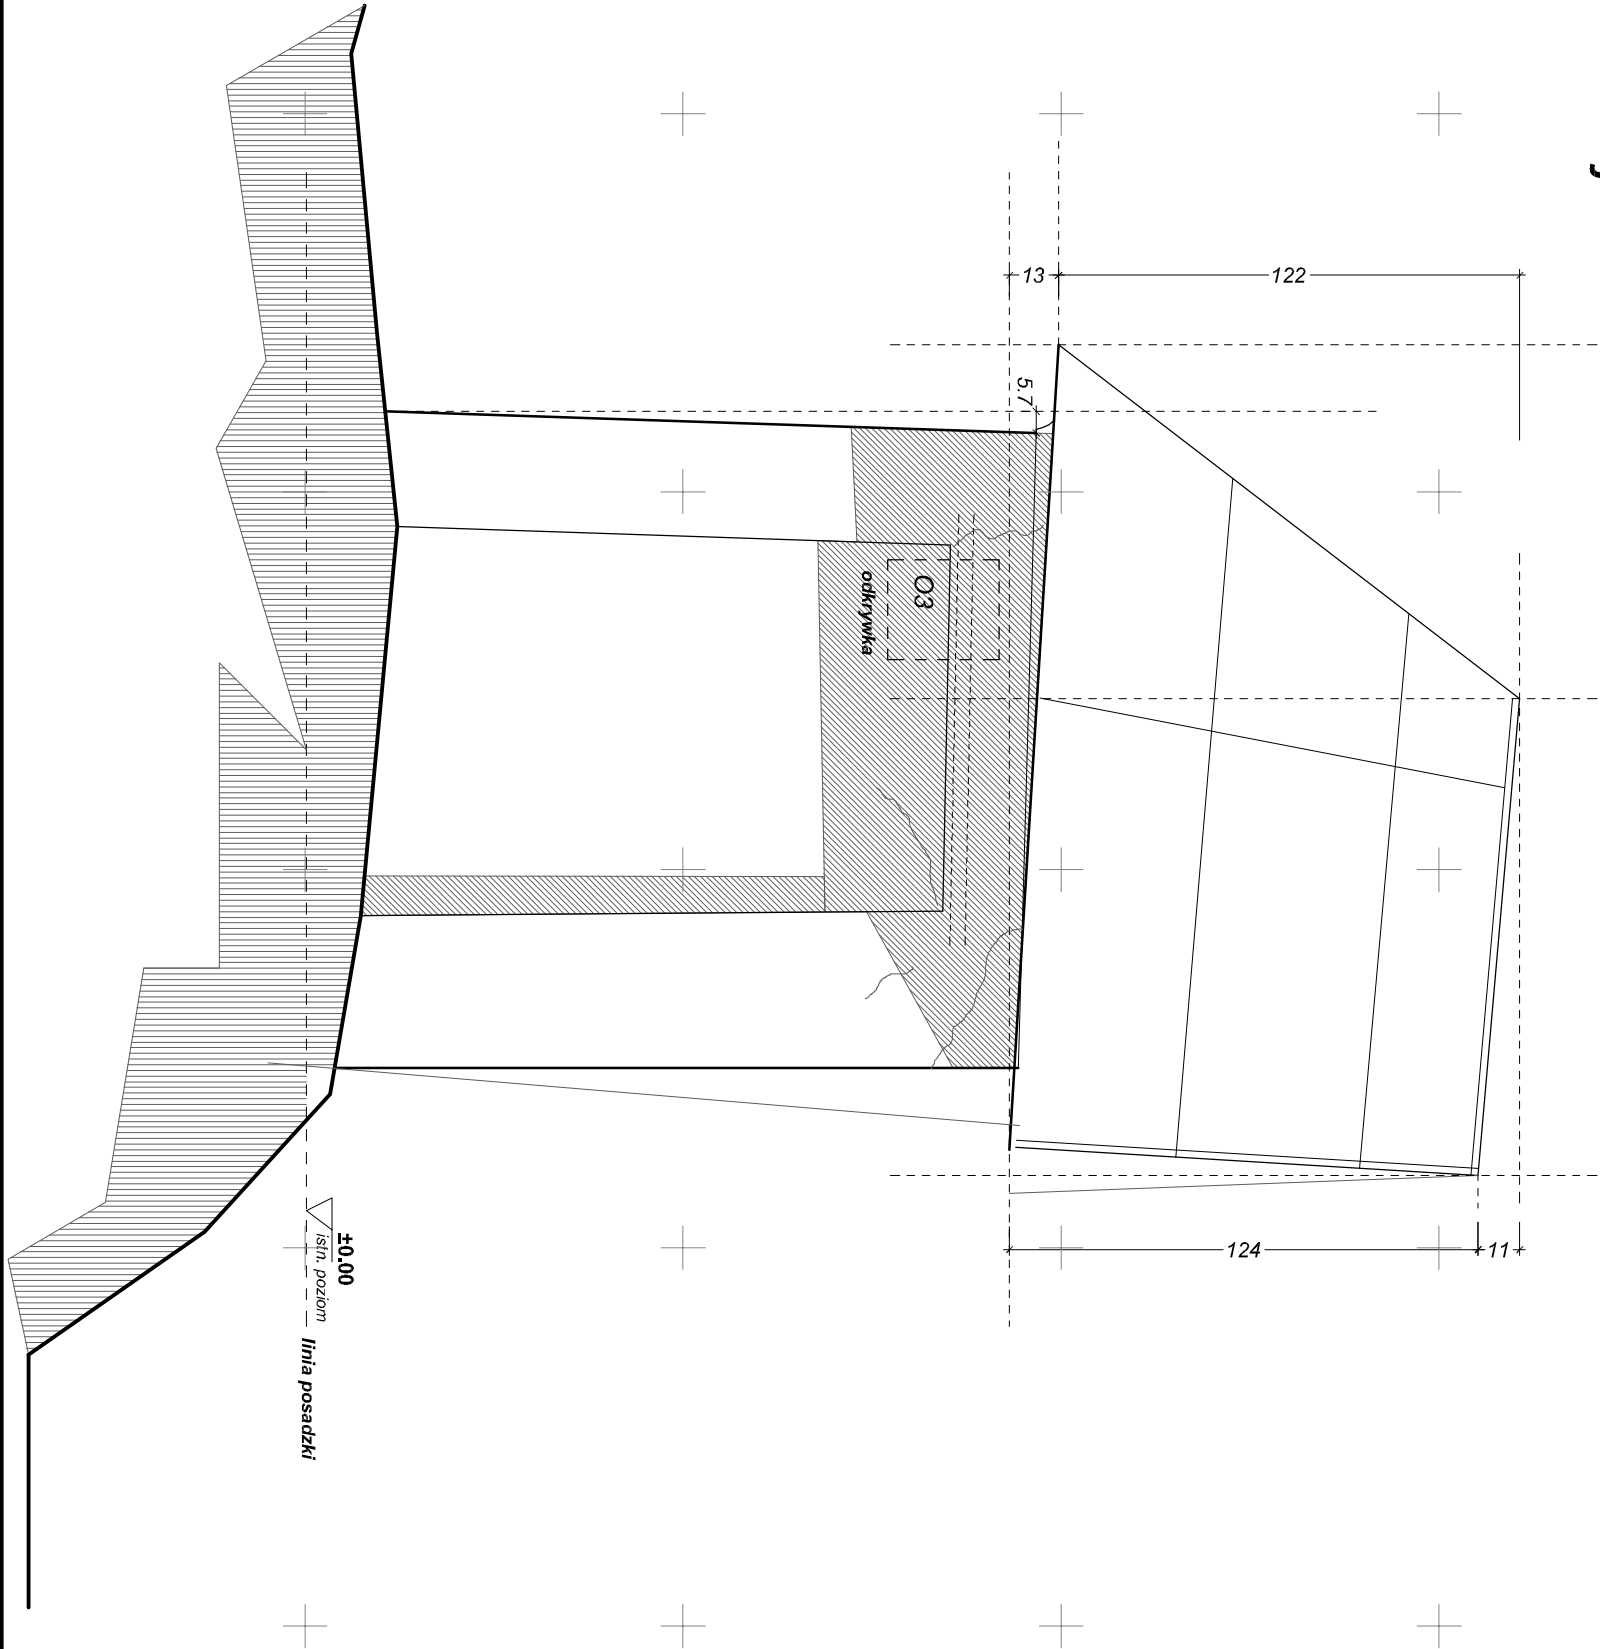 13
122
5.7
O3
odkrywka
±0.00
istn. poziom
linia posadzki
124
11